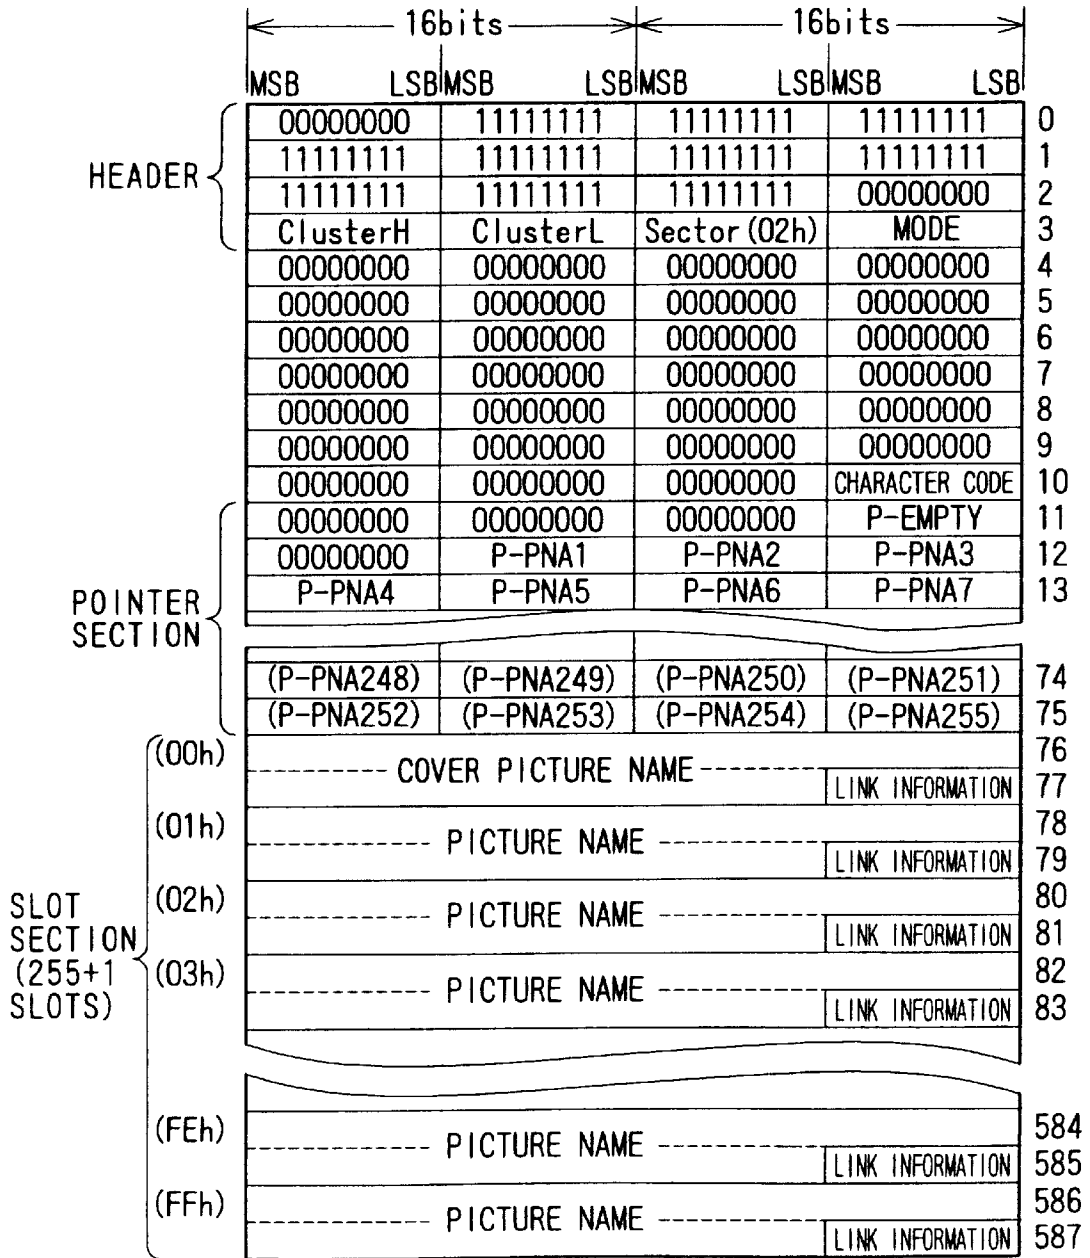 16bits 16bits
MSB LSB MSB LSB MSB LSB MSB LSB
HEADER
00000000 11111111 11111111 11111111 0
11111111 11111111 11111111 11111111 1
11111111 11111111 11111111 00000000 2
ClusterH ClusterL Sector(02h) MODE 3
00000000 00000000 00000000 00000000 4
00000000 00000000 00000000 00000000 5
00000000 00000000 00000000 00000000 6
00000000 00000000 00000000 00000000 7
00000000 00000000 00000000 00000000 8
00000000 00000000 00000000 00000000 9
00000000 00000000 00000000 CHARACTER CODE 10
POINTER
SECTION
00000000 00000000 00000000 P-EMPTY 11
00000000 P-PNA1 P-PNA2 P-PNA3 12
P-PNA4 P-PNA5 P-PNA6 P-PNA7 13
(P-PNA248) (P-PNA249) (P-PNA250) (P-PNA251) 74
(P-PNA252) (P-PNA253) (P-PNA254) (P-PNA255) 75
SLOT
SECTION
(255+1
SLOTS)
(00h) 76
COVER PICTURE NAME
LINK INFORMATION 77
(01h) 78
PICTURE NAME
LINK INFORMATION 79
(02h) 80
PICTURE NAME
LINK INFORMATION 81
(03h) 82
PICTURE NAME
LINK INFORMATION 83
(FEh) 584
PICTURE NAME
LINK INFORMATION 585
(FFh) 586
PICTURE NAME
LINK INFORMATION 587